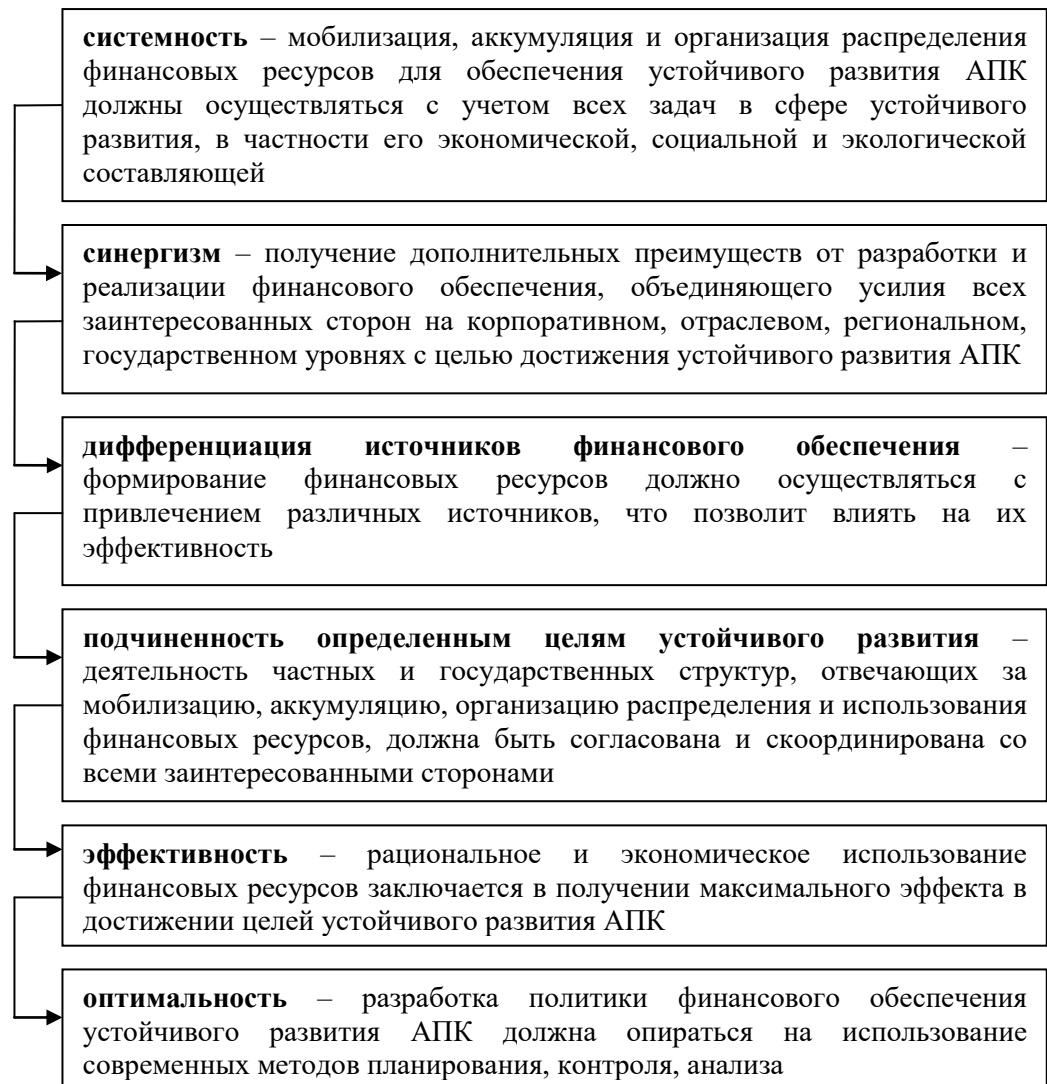 системность – мобилизация, аккумуляция и организация распределения
финансовых ресурсов для обеспечения устойчивого развития АПК
должны осуществляться с учетом всех задач в сфере устойчивого
развития, в частности его экономической, социальной и экологической
составляющей
синергизм – получение дополнительных преимуществ от разработки и
реализации финансового обеспечения, объединяющего усилия всех
заинтересованных сторон на корпоративном, отраслевом, региональном,
государственном уровнях с целью достижения устойчивого развития АПК
дифференциация источников финансового обеспечения –
формирование финансовых ресурсов должно осуществляться с
привлечением различных источников, что позволит влиять на их
эффективность
подчиненность определенным целям устойчивого развития –
деятельность частных и государственных структур, отвечающих за
мобилизацию, аккумуляцию, организацию распределения и использования
финансовых ресурсов, должна быть согласована и скоординирована со
всеми заинтересованными сторонами
эффективность – рациональное и экономическое использование
финансовых ресурсов заключается в получении максимального эффекта в
достижении целей устойчивого развития АПК
оптимальность – разработка политики финансового обеспечения
устойчивого развития АПК должна опираться на использование
современных методов планирования, контроля, анализа